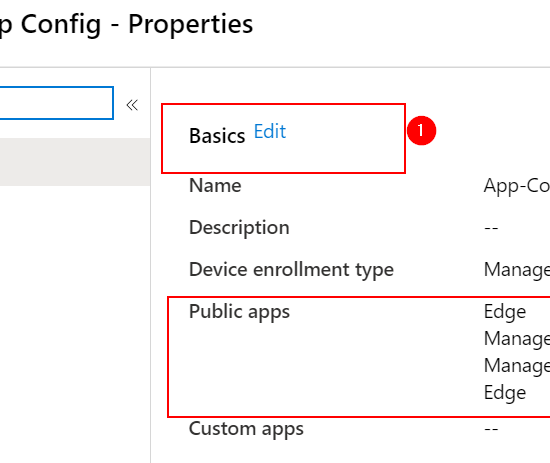 p Config - Properties
«
Basics Edit
1
Name App-Co
Description --
Device enrollment type Manage
Public apps Edge
Manage
Manage
Edge
Custom apps --